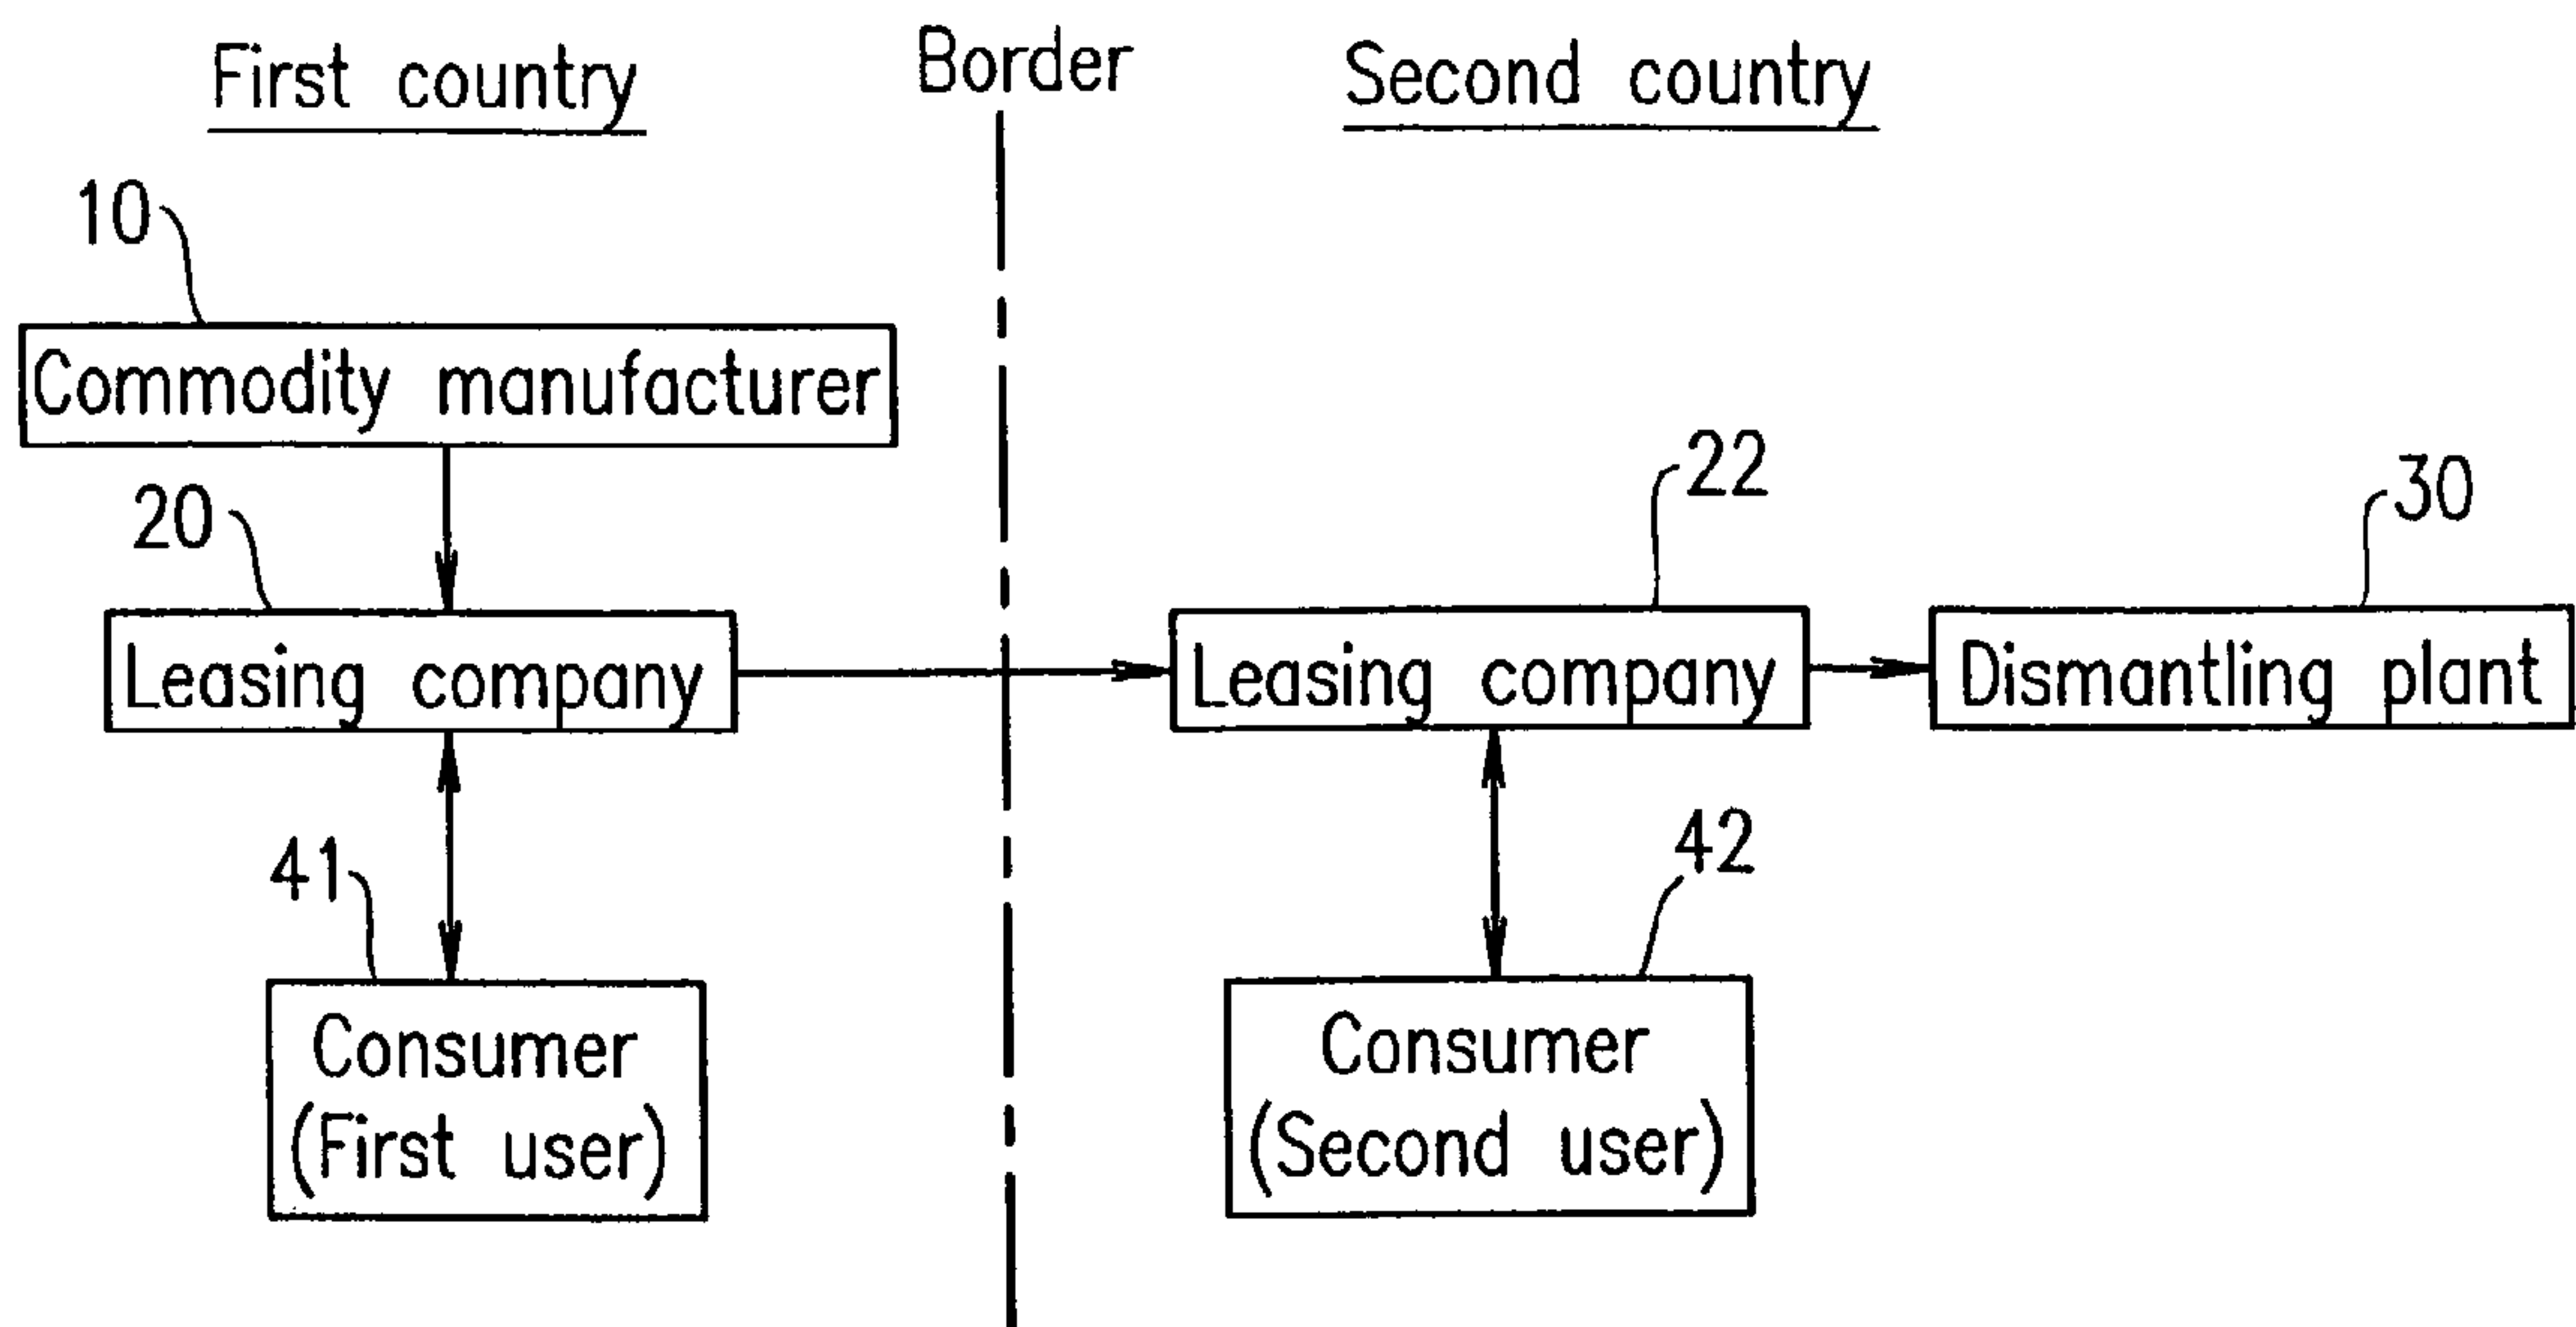 First country
Border
Second country
10
Commodity manufacturer
20
Leasing company
22
Leasing company
30
Dismantling plant
41
Consumer
(First user)
42
Consumer
(Second user)